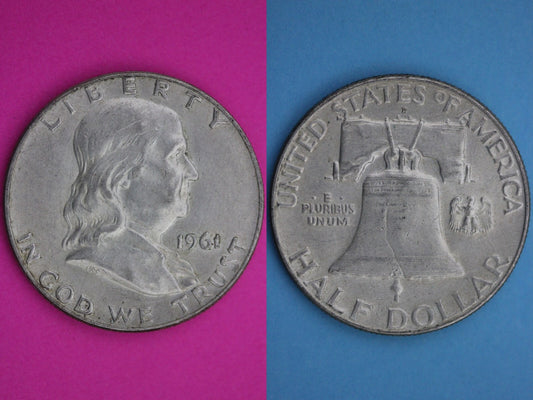 LIBERTY
1961
IN GOD WE TRUST
UNITED STATES OF AMERICA
E
PLURIBUS
UNUM
HALF DOLLAR